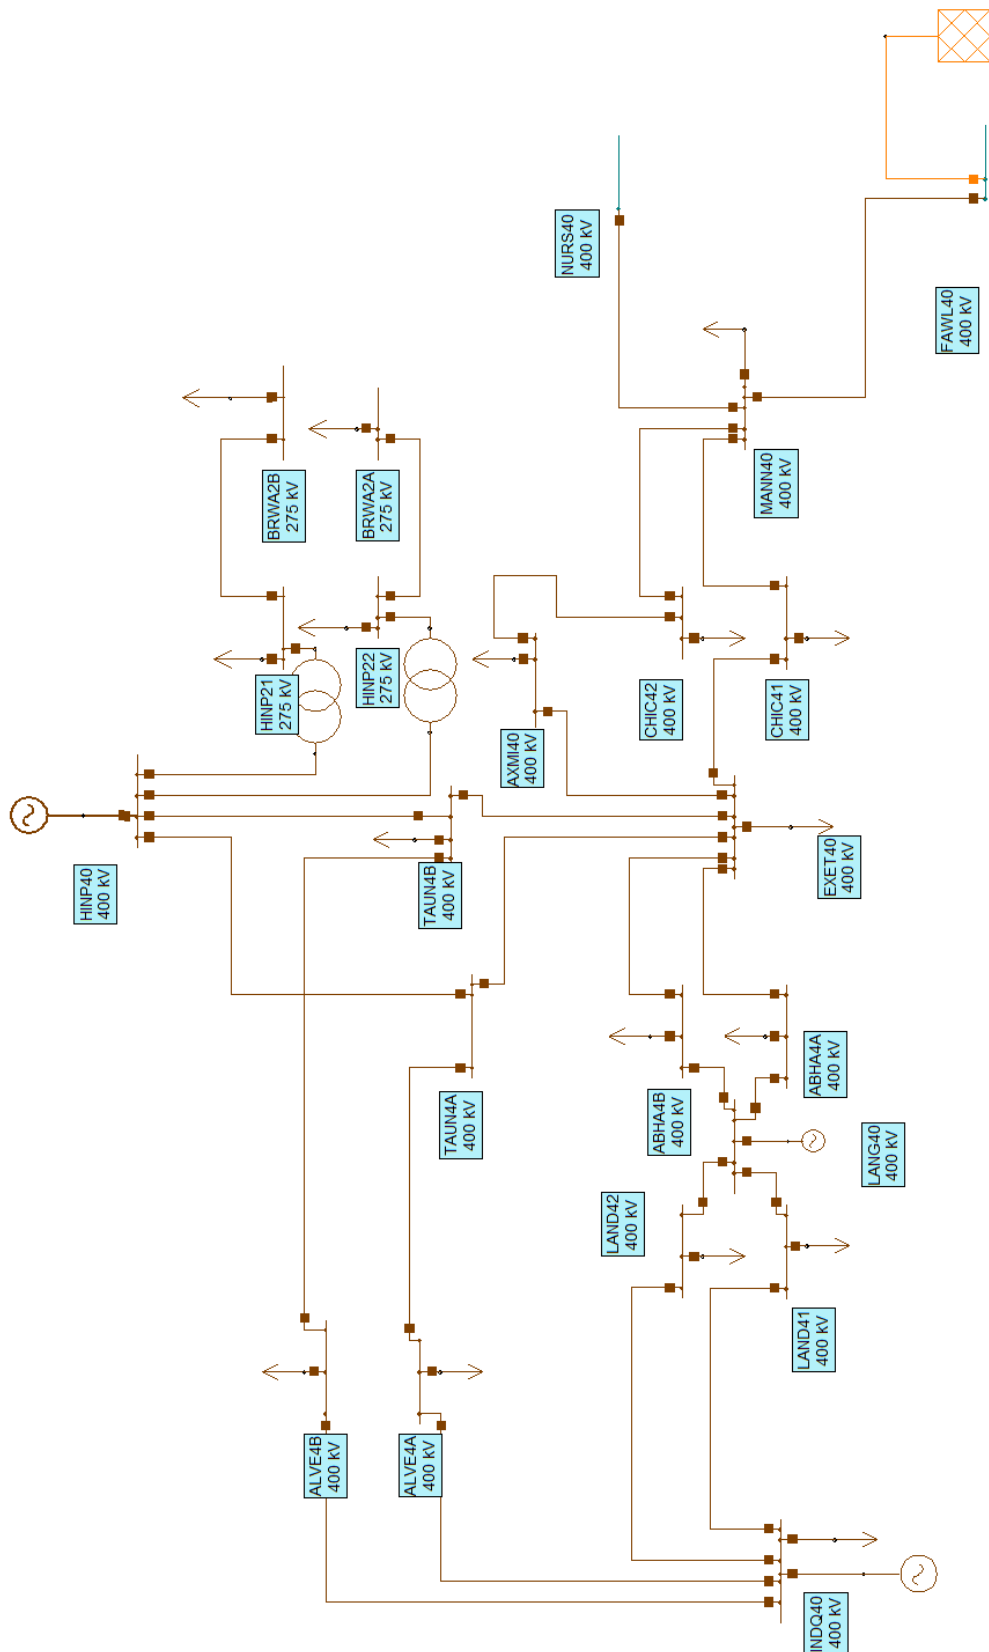 HINP40
400 kV
HINP21
275 kV
BRWA2B
275 kV
ALVE4B
400 kV
HINP22
275 kV
BRWA2A
275 kV
ALVE4A
400 kV
TAUN4B
400 kV
TAUN4A
400 kV
AXMI40
400 kV
NURS40
400 kV
LAND42
400 kV
ABHA4B
400 kV
CHIC42
400 kV
MANN40
400 kV
CHIC41
400 kV
LAND41
400 kV
INDQ40
400 kV
ABHA4A
400 kV
EXET40
400 kV
LANG40
400 kV
FAWL40
400 kV